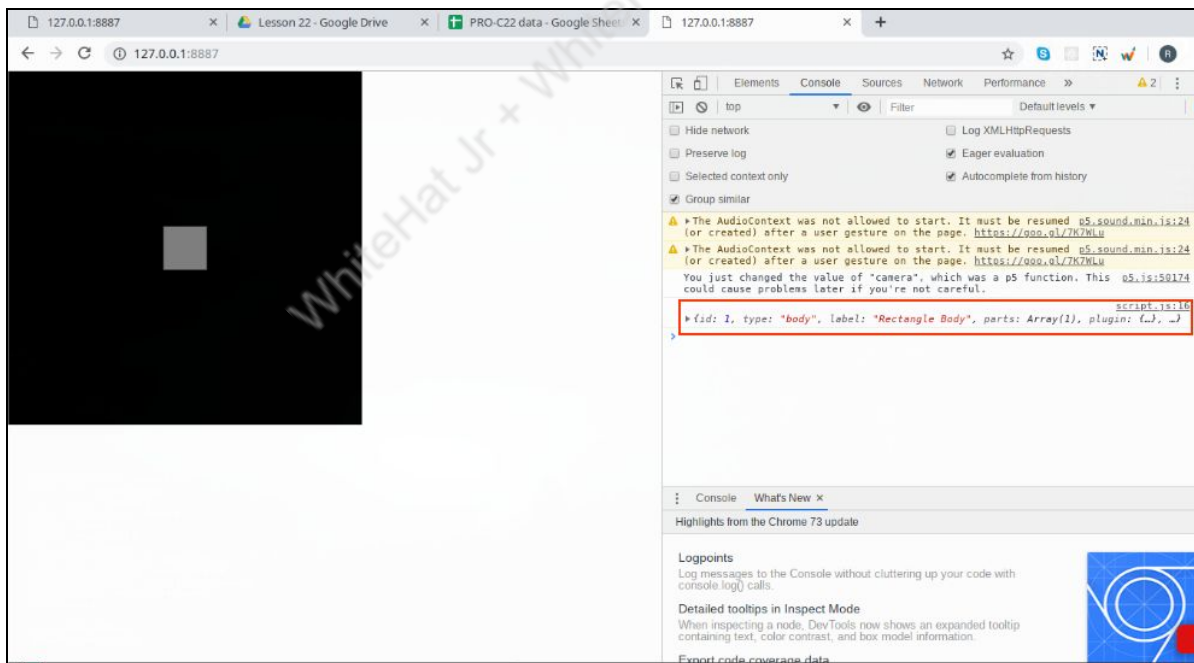 127.0.0.1:8887 × Lesson 22 - Google Drive × PRO-C22 data - Google Sheet × 127.0.0.1:8887 × +
127.0.0.1:8887
Elements Console Sources Network Performance » 2
top Filter Default levels ▼
Hide network Log XMLHttpRequests
Preserve log Eager evaluation
Selected context only Autocomplete from history
Group similar
▶The AudioContext was not allowed to start. It must be resumed p5.sound.min.js:24
(or created) after a user gesture on the page. https://goo.gl/7K7WLu
▶The AudioContext was not allowed to start. It must be resumed p5.sound.min.js:24
(or created) after a user gesture on the page. https://goo.gl/7K7WLu
You just changed the value of "camera", which was a p5 function. This p5.js:50174
could cause problems later if you're not careful.
script.js:16
▶{id: 1, type: "body", label: "Rectangle Body", parts: Array(1), plugin: {…}, …}
>
Console What's New ×
Highlights from the Chrome 73 update
Logpoints
Log messages to the Console without cluttering up your code with
console.log() calls.
Detailed tooltips in Inspect Mode
When inspecting a node, DevTools now shows an expanded tooltip
containing text, color contrast, and box model information.
Export code coverage data
WhiteHat Jr + White